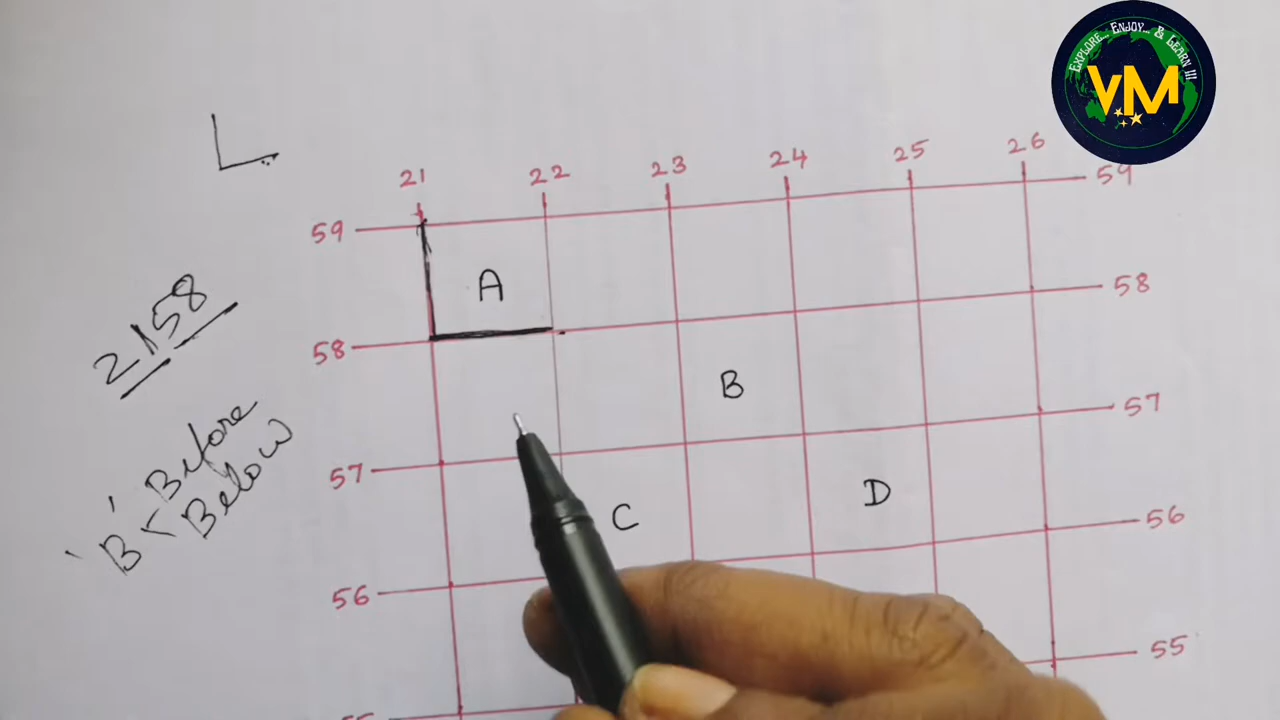 EXPLORE... ENJOY... & LEARN !!!
VM
21 22 23 24 25 26
59 59
A
58 58
2158
B
57 57
'B' < Before
Below
C D
56 56
55